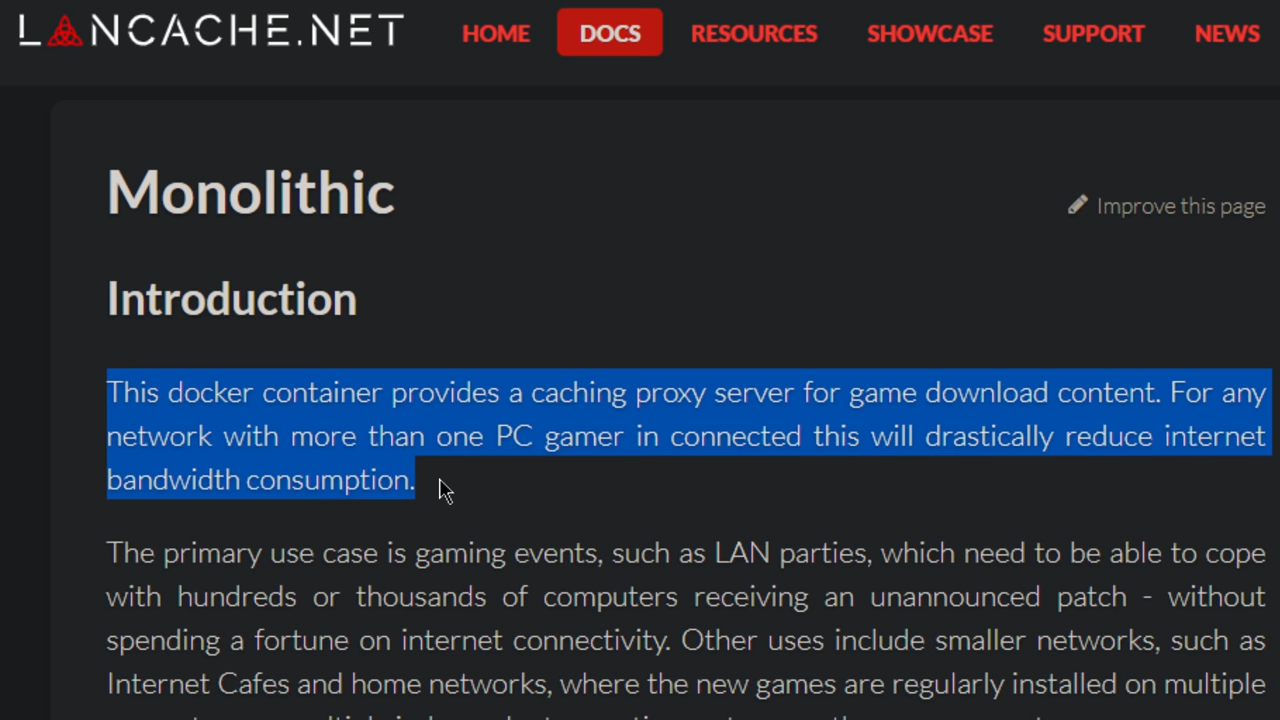 LANCACHE.NET HOME DOCS RESOURCES SHOWCASE SUPPORT NEWS
Monolithic
Improve this page
Introduction
This docker container provides a caching proxy server for game download content. For any
network with more than one PC gamer in connected this will drastically reduce internet
bandwidth consumption.
The primary use case is gaming events, such as LAN parties, which need to be able to cope
with hundreds or thousands of computers receiving an unannounced patch - without
spending a fortune on internet connectivity. Other uses include smaller networks, such as
Internet Cafes and home networks, where the new games are regularly installed on multiple